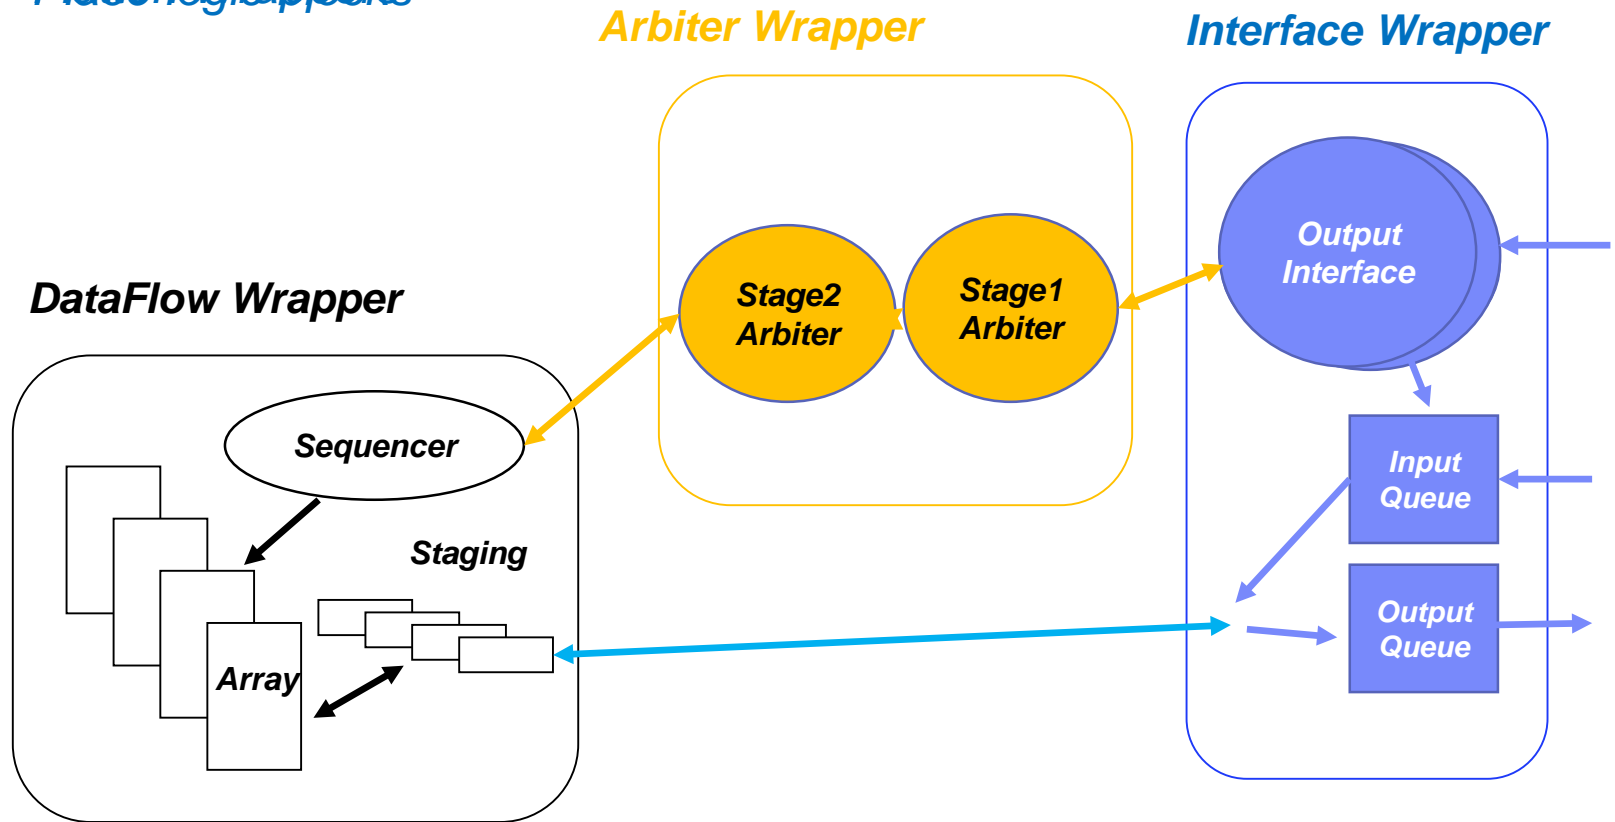 Arbiter Wrapper
Interface Wrapper
Output
Interface
Stage2
Arbiter
Stage1
Arbiter
DataFlow Wrapper
Sequencer
Input
Queue
Staging
Output
Queue
Array